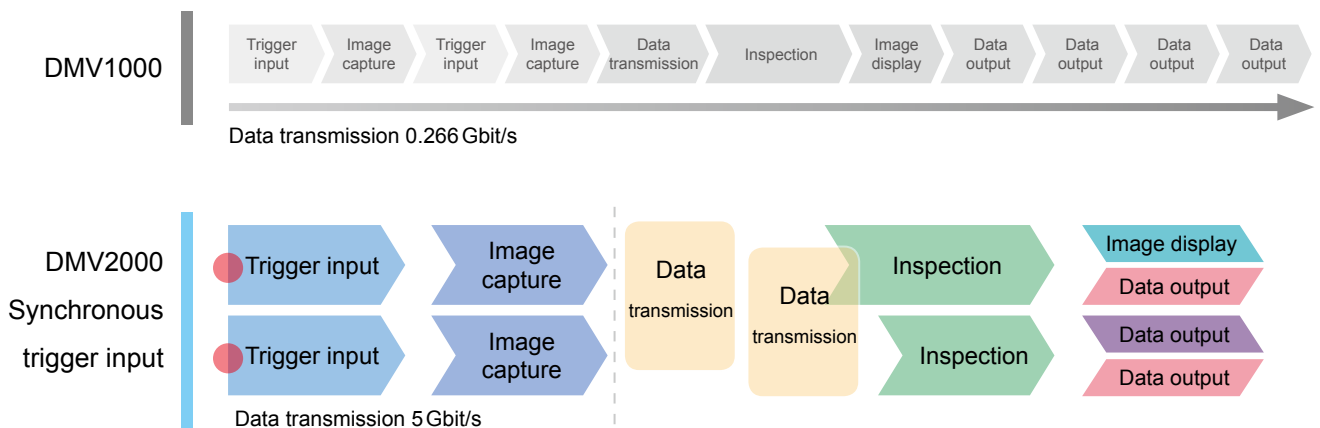 DMV1000
Trigger
input
Image
capture
Trigger
input
Image
capture
Data
transmission
Inspection
Image
display
Data
output
Data
output
Data
output
Data
output
Data transmission 0.266 Gbit/s
DMV2000
Synchronous
trigger input
Trigger input
Image
capture
Data
transmission
Data
transmission
Inspection
Image display
Data output
Trigger input
Image
capture
Inspection
Data output
Data output
Data transmission 5 Gbit/s